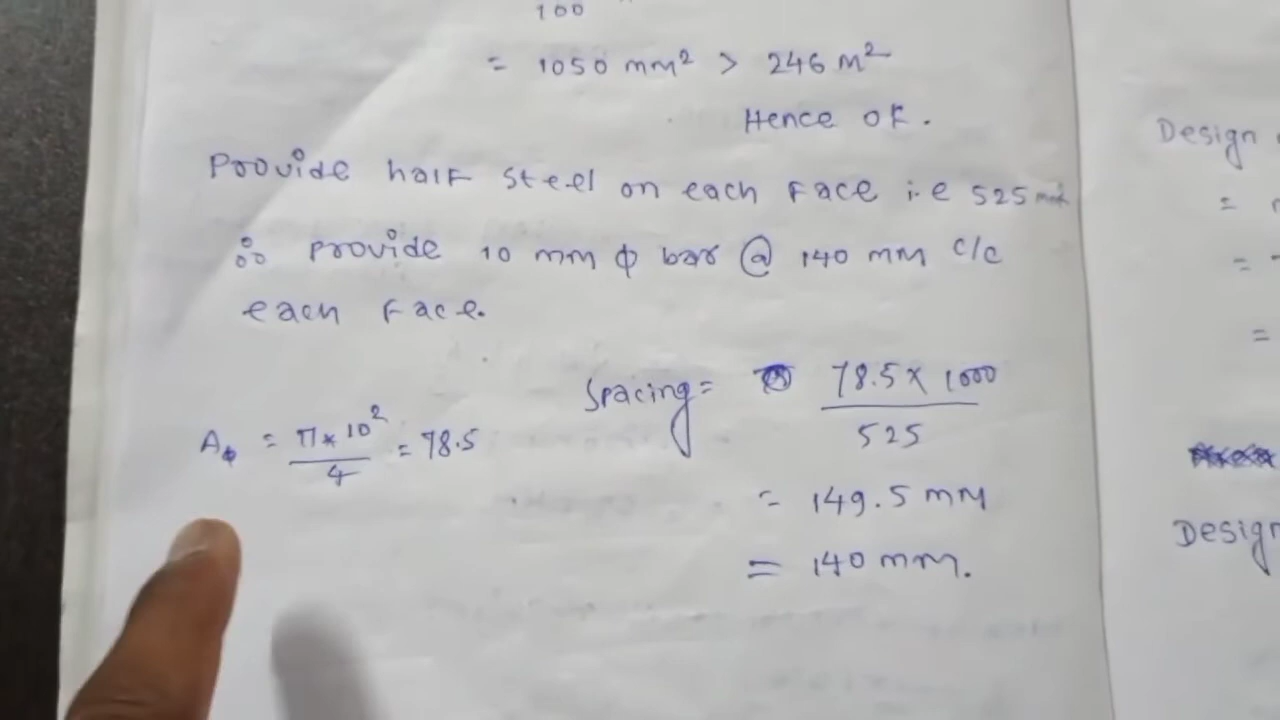 100
= 1050 mm² > 246 m²
Hence OK.
Provide half steel on each face i.e 525
∴ provide 10 mm ϕ bar @ 140 mm c/c
each face.
Spacing = 78.5 x 1000
525
= 149.5 mm
= 140 mm.
Aϕ = π x 10² = 78.5
4
Design
=
=
=
Design